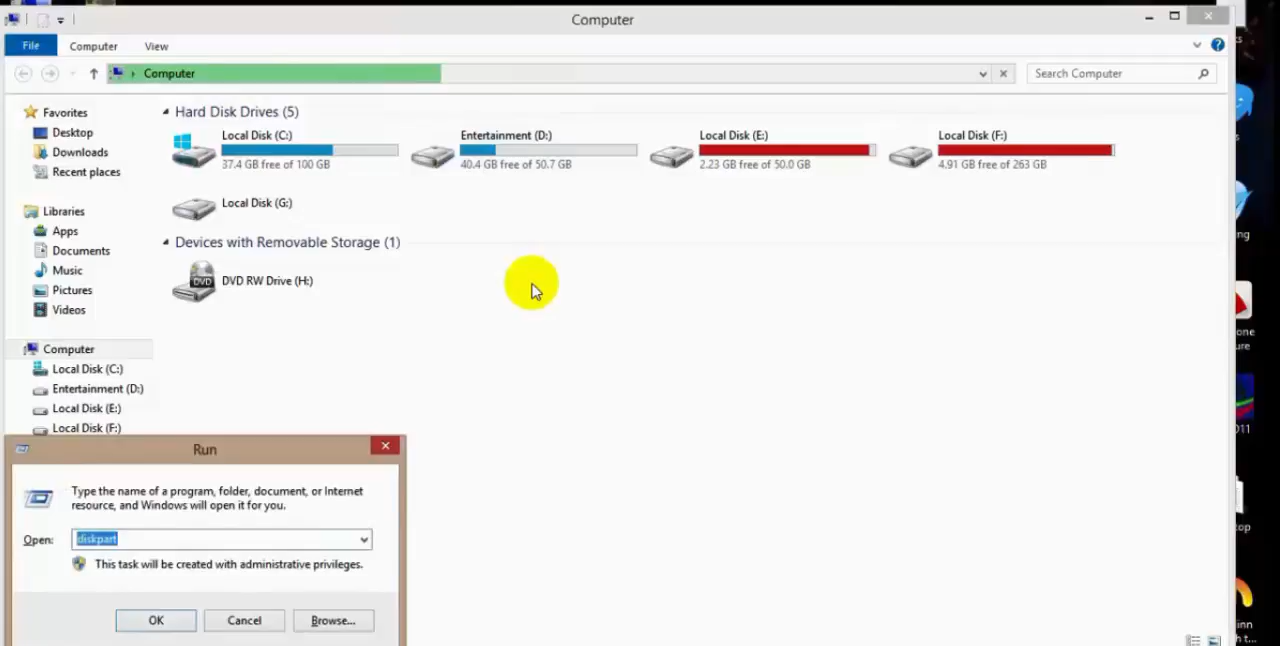 Computer
File
Computer
View
Computer
Search Computer
Favorites
Desktop
Downloads
Recent places
Libraries
Apps
Documents
Music
Pictures
Videos
Computer
Local Disk (C:)
Entertainment (D:)
Local Disk (E:)
Local Disk (F:)
Hard Disk Drives (5)
Local Disk (C:)
37.4 GB free of 100 GB
Entertainment (D:)
40.4 GB free of 50.7 GB
Local Disk (E:)
2.23 GB free of 50.0 GB
Local Disk (F:)
4.91 GB free of 263 GB
Local Disk (G:)
Devices with Removable Storage (1)
DVD
DVD RW Drive (H:)
Run
Type the name of a program, folder, document, or Internet
resource, and Windows will open it for you.
Open:
diskpart
This task will be created with administrative privileges.
OK
Cancel
Browse...